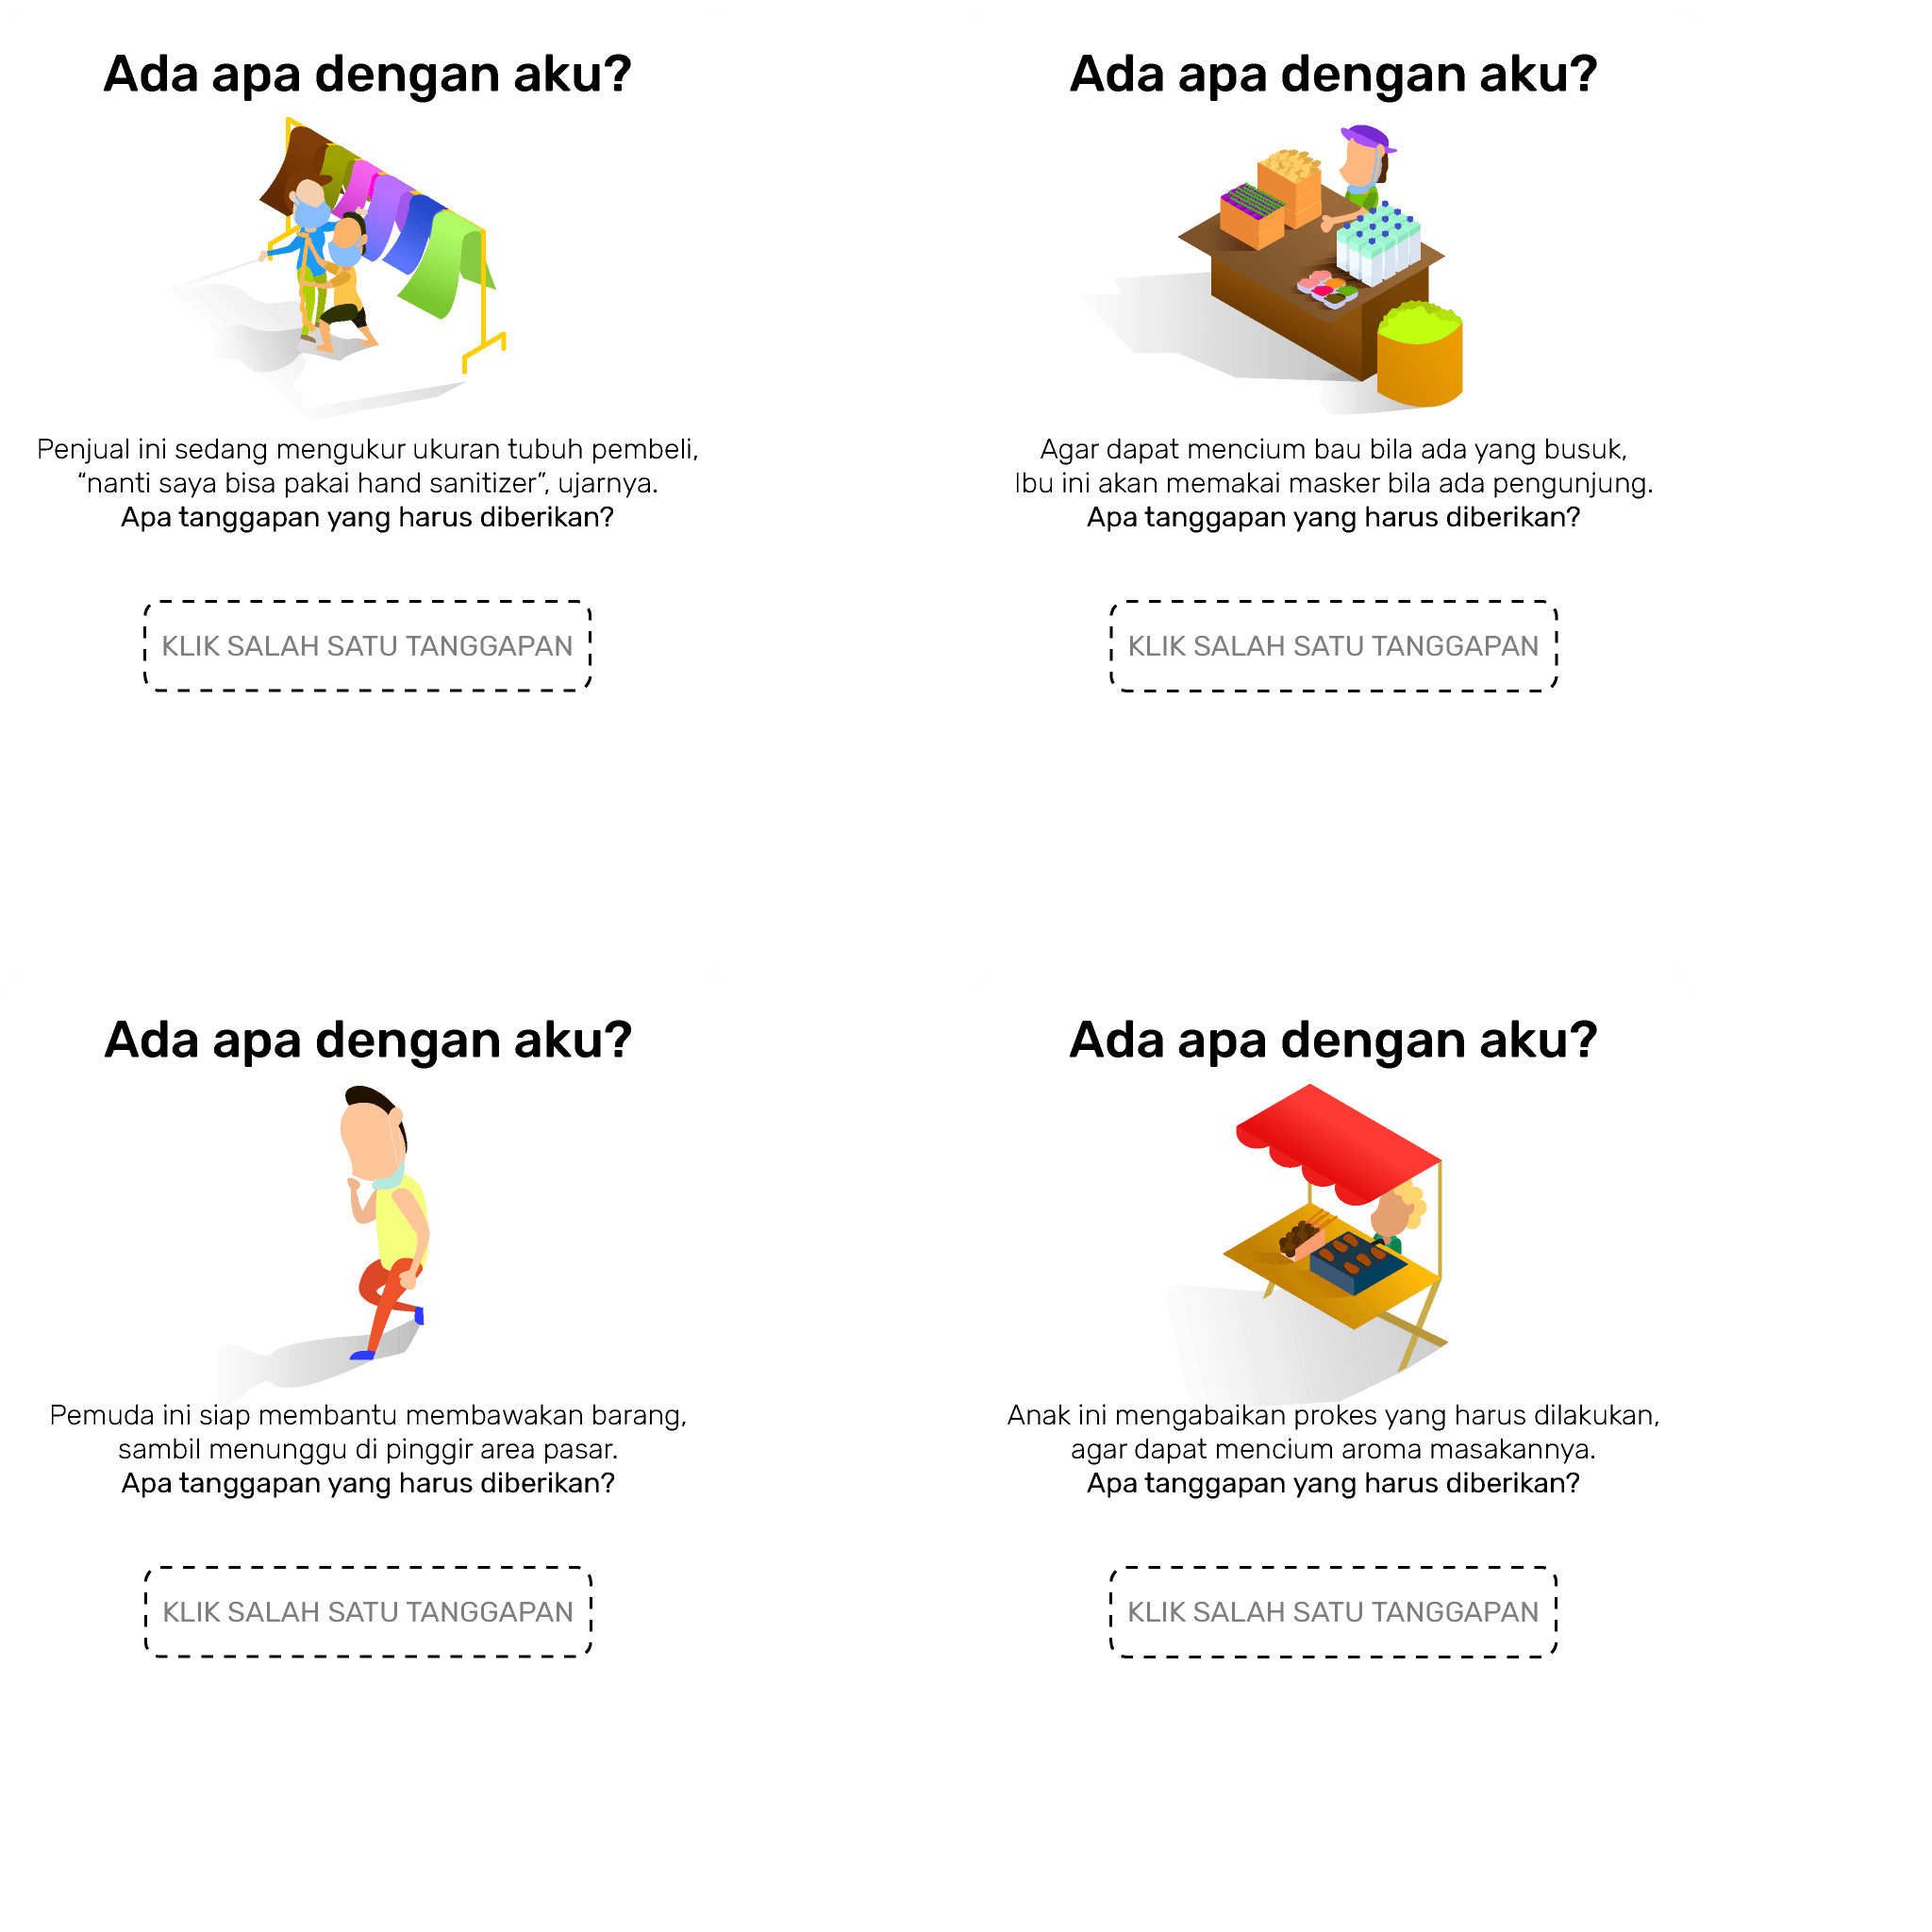 Ada apa dengan aku?
Penjual ini sedang mengukur ukuran tubuh pembeli,
“nanti saya bisa pakai hand sanitizer”, ujarnya.
Apa tanggapan yang harus diberikan?
KLIK SALAH SATU TANGGAPAN
Ada apa dengan aku?
Agar dapat mencium bau bila ada yang busuk,
Ibu ini akan memakai masker bila ada pengunjung.
Apa tanggapan yang harus diberikan?
KLIK SALAH SATU TANGGAPAN
Ada apa dengan aku?
Pemuda ini siap membantu membawakan barang,
sambil menunggu di pinggir area pasar.
Apa tanggapan yang harus diberikan?
KLIK SALAH SATU TANGGAPAN
Ada apa dengan aku?
Anak ini mengabaikan prokes yang harus dilakukan,
agar dapat mencium aroma masakannya.
Apa tanggapan yang harus diberikan?
KLIK SALAH SATU TANGGAPAN